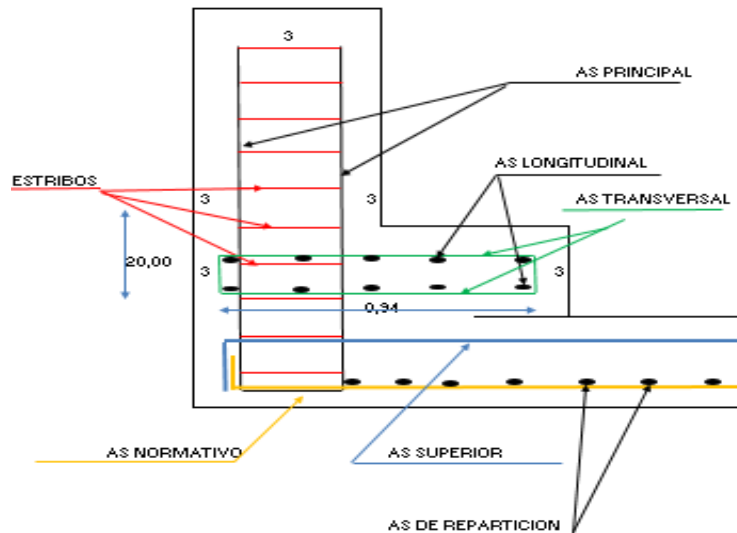 3
AS PRINCIPAL
AS LONGITUDINAL
ESTRIBOS
AS TRANSVERSAL
3
3
20,00
3
3
0,94
AS NORMATIVO
AS SUPERIOR
AS DE REPARTICION